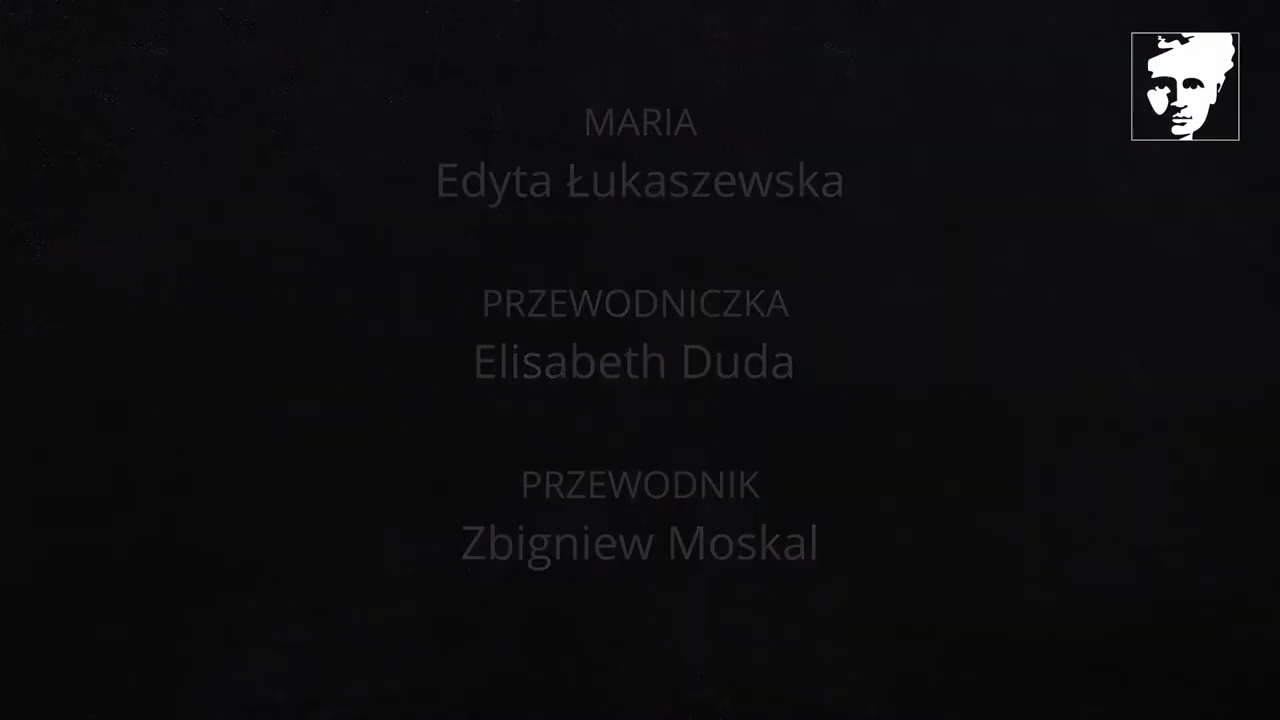 MARIA
Edyta Łukaszewska
PRZEWODNICZKA
Elisabeth Duda
PRZEWODNIK
Zbigniew Moskal